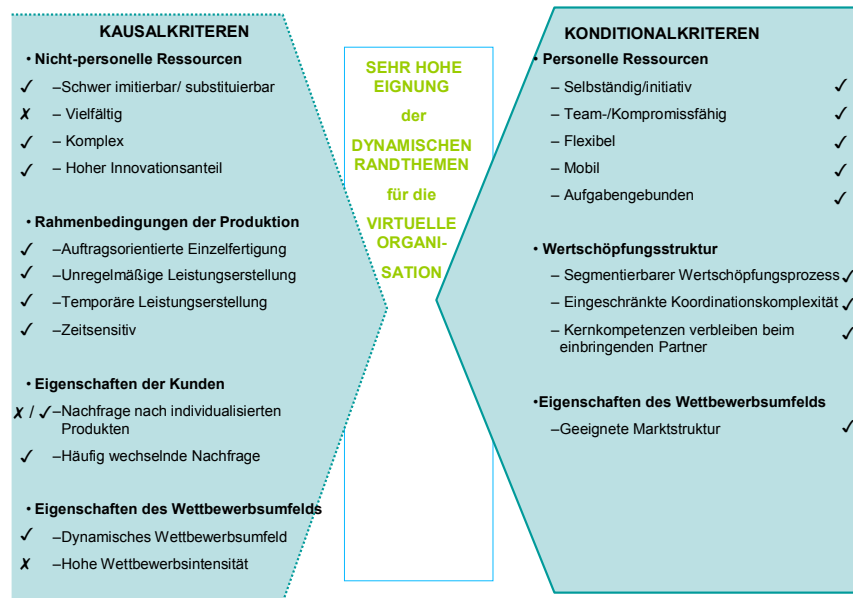 KAUSALKRITEREN
• Nicht-personelle Ressourcen
✓ –Schwer imitierbar/ substituierbar
✗ – Vielfältig
✓ – Komplex
✓ – Hoher Innovationsanteil
• Rahmenbedingungen der Produktion
✓ –Auftragsorientierte Einzelfertigung
✓ –Unregelmäßige Leistungserstellung
✓ –Temporäre Leistungserstellung
✓ –Zeitsensitiv
• Eigenschaften der Kunden
✗ / ✓ –Nachfrage nach individualisierten
Produkten
✓ –Häufig wechselnde Nachfrage
• Eigenschaften des Wettbewerbsumfelds
✓ –Dynamisches Wettbewerbsumfeld
✗ –Hohe Wettbewerbsintensität
SEHR HOHE
EIGNUNG
der
DYNAMISCHEN
RANDTHEMEN
für die
VIRTUELLE
ORGANI-
SATION
KONDITIONALKRITEREN
• Personelle Ressourcen
– Selbständig/initiativ ✓
– Team-/Kompromissfähig ✓
– Flexibel ✓
– Mobil ✓
– Aufgabengebunden ✓
• Wertschöpfungsstruktur
– Segmentierbarer Wertschöpfungsprozess ✓
– Eingeschränkte Koordinationskomplexität ✓
– Kernkompetenzen verbleiben beim ✓
einbringenden Partner
•Eigenschaften des Wettbewerbsumfelds
–Geeignete Marktstruktur ✓